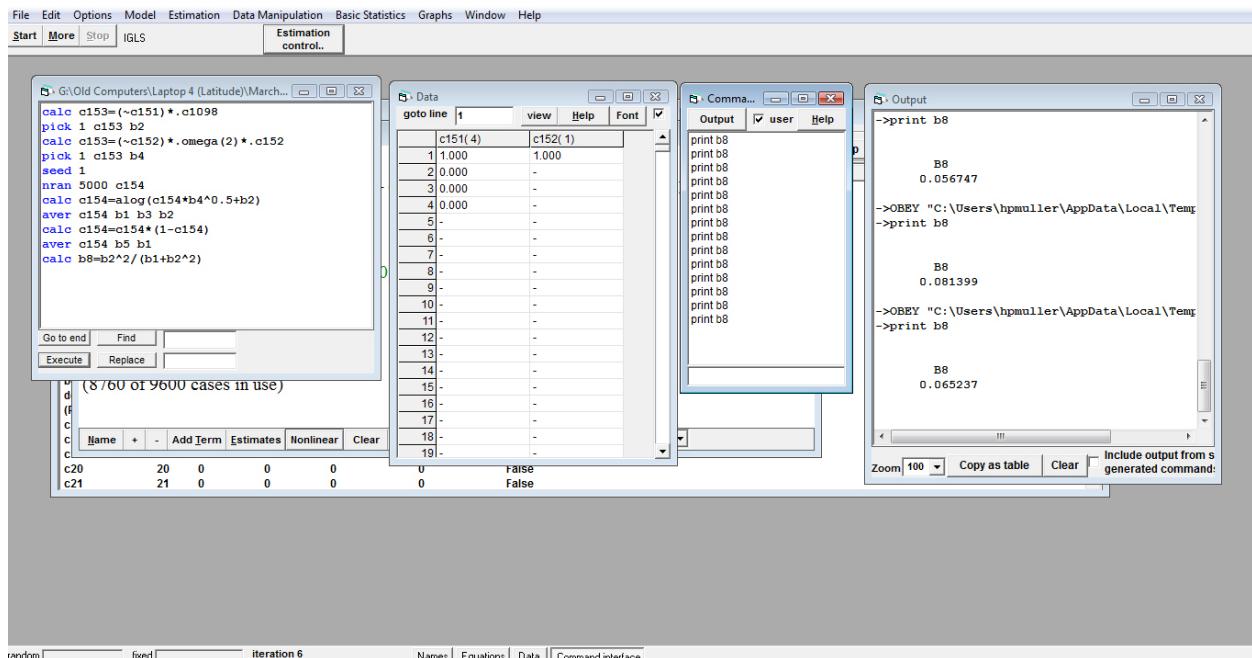 File Edit Options Model Estimation Data Manipulation Basic Statistics Graphs Window Help
Start More Stop IGLS
Estimation
control..
G:\Old Computers\Laptop 4 (Latitude)\March...
calc c153=(~c151)*.c1098
pick 1 c153 b2
calc c153=(~c152)*.omega(2)*.c152
pick 1 c153 b4
seed 1
nran 5000 c154
calc c154=alog(c154*b4^0.5+b2)
aver c154 b1 b3 b2
calc c154=c154*(1-c154)
aver c154 b5 b1
calc b8=b2^2/(b1+b2^2)
Go to end Find
Execute Replace
(8760 of 9600 cases in use)
Name + - Add Term Estimates Nonlinear Clear
c20 20 0 0 0 0 False
c21 21 0 0 0 0 False
Data
goto line 1 view Help Font
c151( 4) c152( 1)
1 1.000 1.000
2 0.000 -
3 0.000 -
4 0.000 -
5 - -
6 - -
7 - -
8 - -
9 - -
10 - -
11 - -
12 - -
13 - -
14 - -
15 - -
16 - -
17 - -
18 - -
19 - -
Comma...
Output user Help
print b8
print b8
print b8
print b8
print b8
print b8
print b8
print b8
print b8
print b8
print b8
print b8
print b8
print b8
Output
->print b8
B8
0.056747
->OBEY "C:\Users\hpmuller\AppData\Local\Temp
->print b8
B8
0.081399
->OBEY "C:\Users\hpmuller\AppData\Local\Temp
->print b8
B8
0.065237
Zoom 100 Copy as table Clear
Include output from s
generated commands
random fixed iteration 6 Names Equations Data Command interface